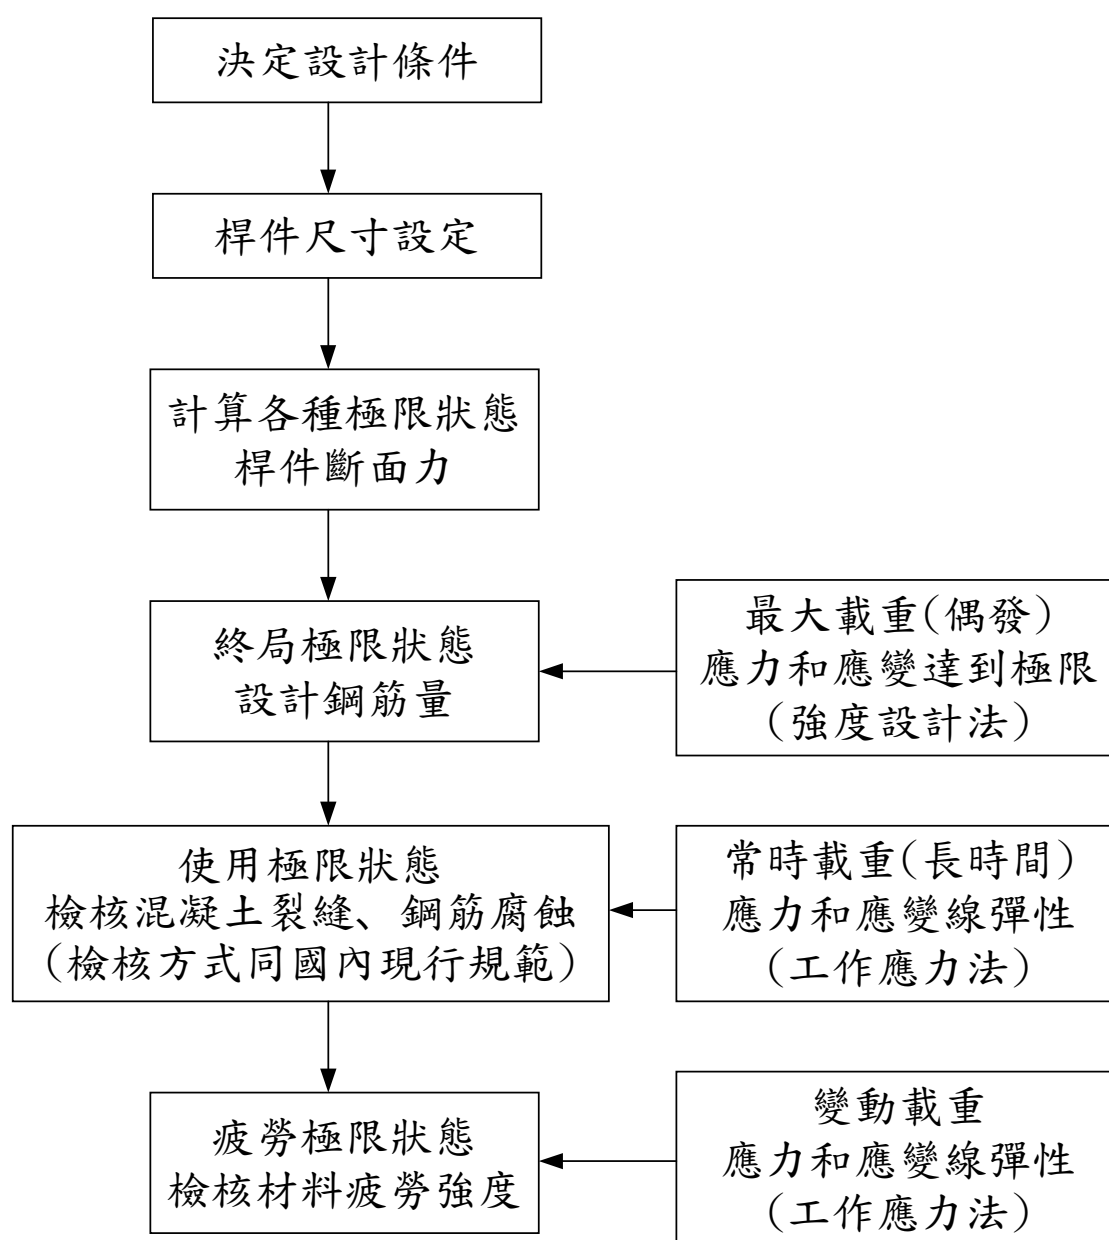 決定設計條件
桿件尺寸設定
計算各種極限狀態
桿件斷面力
終局極限狀態
設計鋼筋量
最大載重(偶發)
應力和應變達到極限
(強度設計法)
使用極限狀態
檢核混凝土裂縫、鋼筋腐蝕
(檢核方式同國內現行規範)
常時載重(長時間)
應力和應變線彈性
(工作應力法)
疲勞極限狀態
檢核材料疲勞強度
變動載重
應力和應變線彈性
(工作應力法)